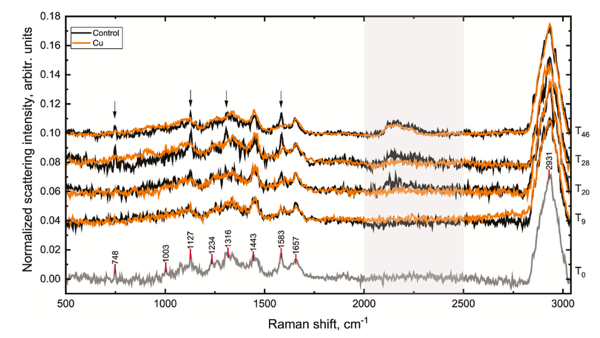 Normalized scattering intensity, arbitr. units
0.18
0.16
0.14
0.12
0.10
0.08
0.06
0.04
0.02
0.00
Control
Cu
T46
T28
T20
T9
T0
748
1003
1127
1234
1316
1443
1583
1657
2931
500
1000
1500
2000
2500
3000
Raman shift, cm-1